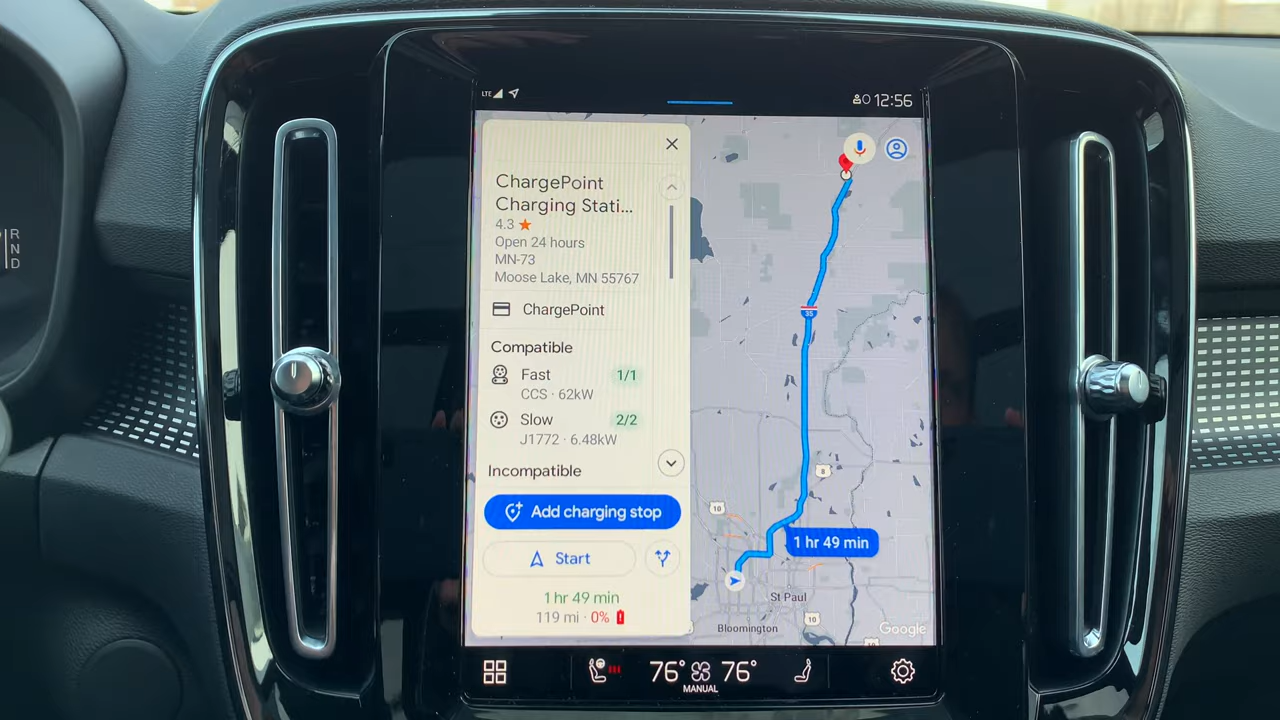 LTE
12:56
R
N
D
ChargePoint
Charging Stati...
4.3 ★
Open 24 hours
MN-73
Moose Lake, MN 55767
ChargePoint
Compatible
Fast 1/1
CCS · 62kW
Slow 2/2
J1772 · 6.48kW
Incompatible
Add charging stop
Start
1 hr 49 min
119 mi · 0%
35
8
10
1 hr 49 min
St Paul
10
Bloomington
Google
10
76° 76°
MANUAL